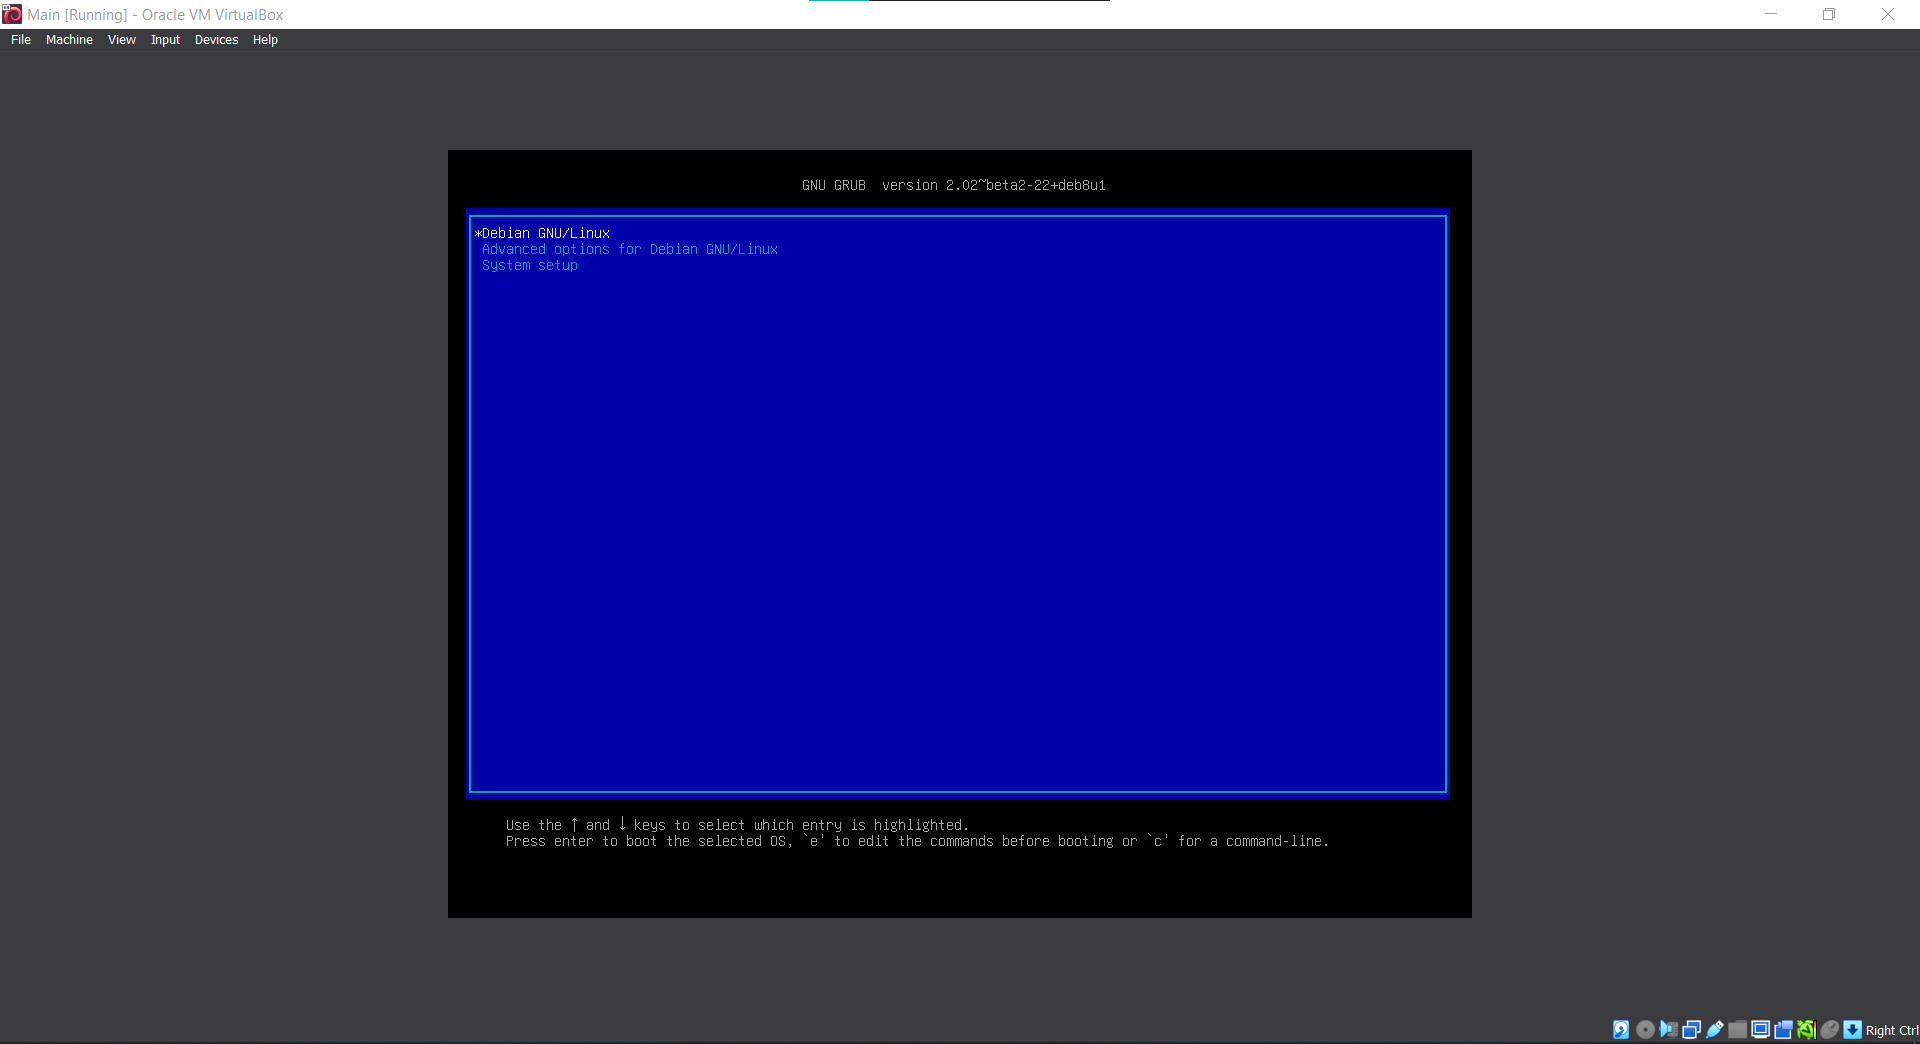 Main [Running] - Oracle VM VirtualBox
File Machine View Input Devices Help
GNU GRUB version 2.02~beta2-22+deb8u1
*Debian GNU/Linux
Advanced options for Debian GNU/Linux
System setup
Use the ↑ and ↓ keys to select which entry is highlighted.
Press enter to boot the selected OS, `e' to edit the commands before booting or `c' for a command-line.
Right Ctrl